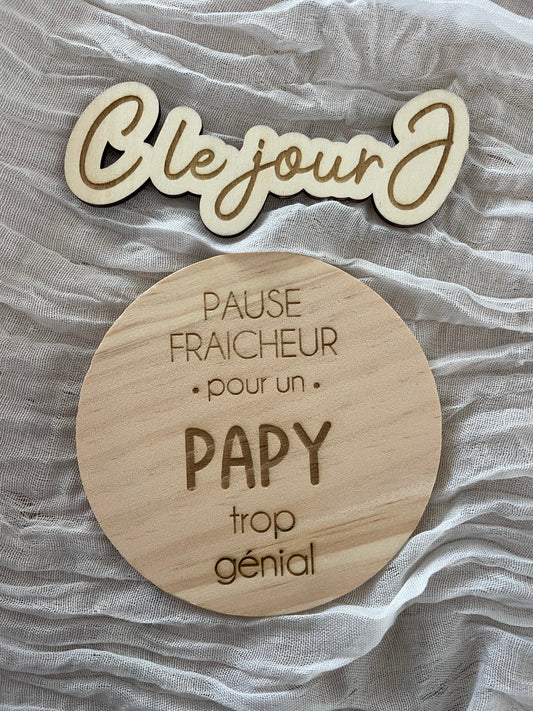 C le jour J
PAUSE
FRAICHEUR
• pour un •
PAPY
trop
génial